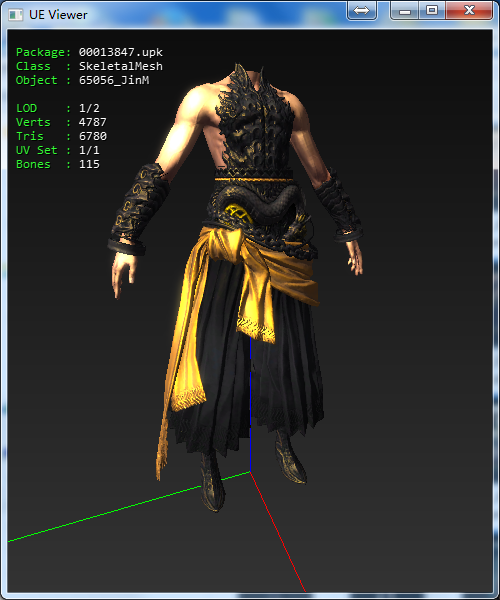 UE Viewer
Package: 00013847.upk
Class : SkeletalMesh
Object : 65056_JinM
LOD : 1/2
Verts : 4787
Tris : 6780
UV Set : 1/1
Bones : 115